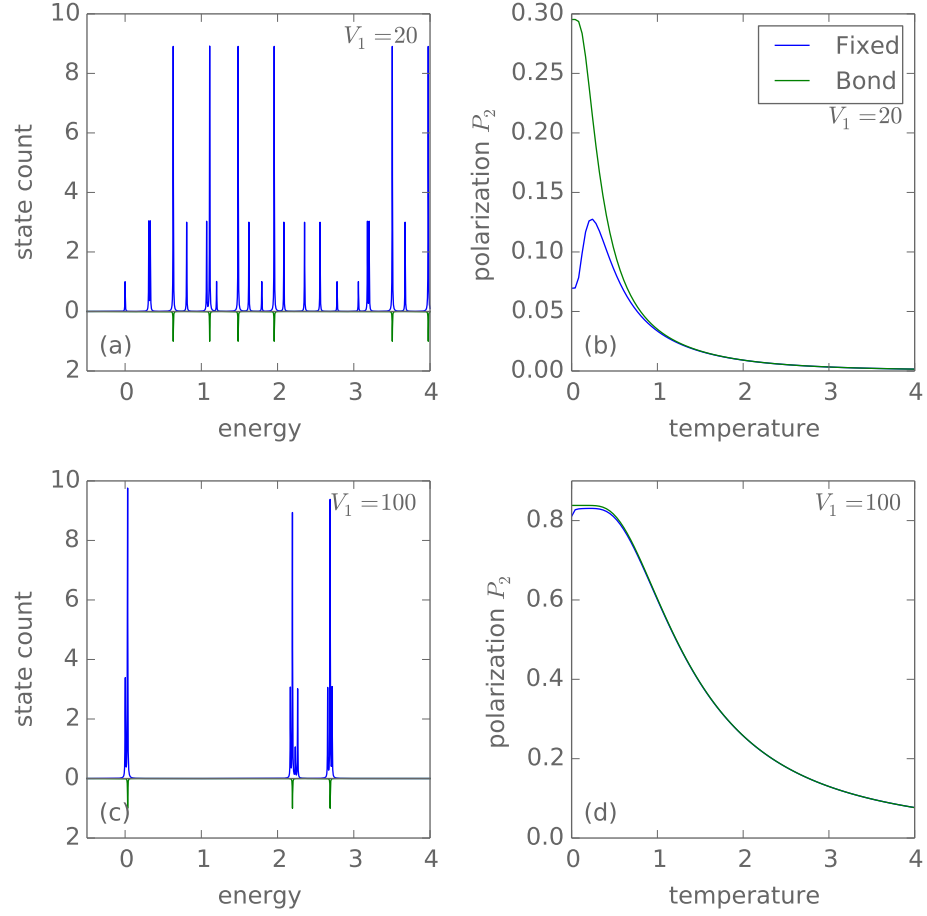 10
8
6
4
2
0
2
0 1 2 3 4
state count
energy
V₁ = 20
(a)
0.30
0.25
0.20
0.15
0.10
0.05
0.00
0 1 2 3 4
polarization P₂
temperature
Fixed
Bond
V₁ = 20
(b)
10
8
6
4
2
0
2
0 1 2 3 4
state count
energy
V₁ = 100
(c)
0.8
0.6
0.4
0.2
0.0
0 1 2 3 4
polarization P₂
temperature
V₁ = 100
(d)